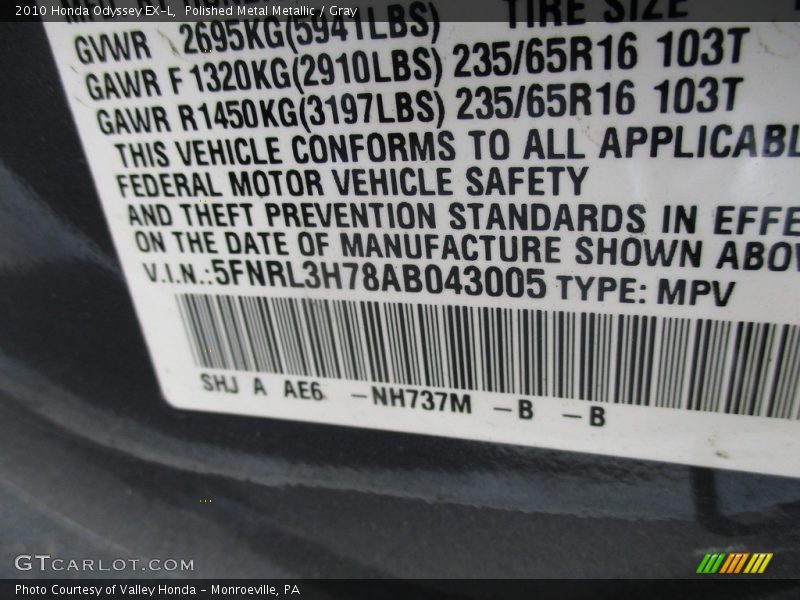 2010 Honda Odyssey EX-L, Polished Metal Metallic / Gray
TIRE SIZE
GVWR 2695KG(5941LBS)
GAWR F 1320KG(2910LBS) 235/65R16 103T
GAWR R1450KG(3197LBS) 235/65R16 103T
THIS VEHICLE CONFORMS TO ALL APPLICABL
FEDERAL MOTOR VEHICLE SAFETY
AND THEFT PREVENTION STANDARDS IN EFFE
ON THE DATE OF MANUFACTURE SHOWN ABO
V.I.N.:5FNRL3H78AB043005 TYPE: MPV
SHJ A AE6 -NH737M -B -B
GTCARLOT.COM
Photo Courtesy of Valley Honda - Monroeville, PA